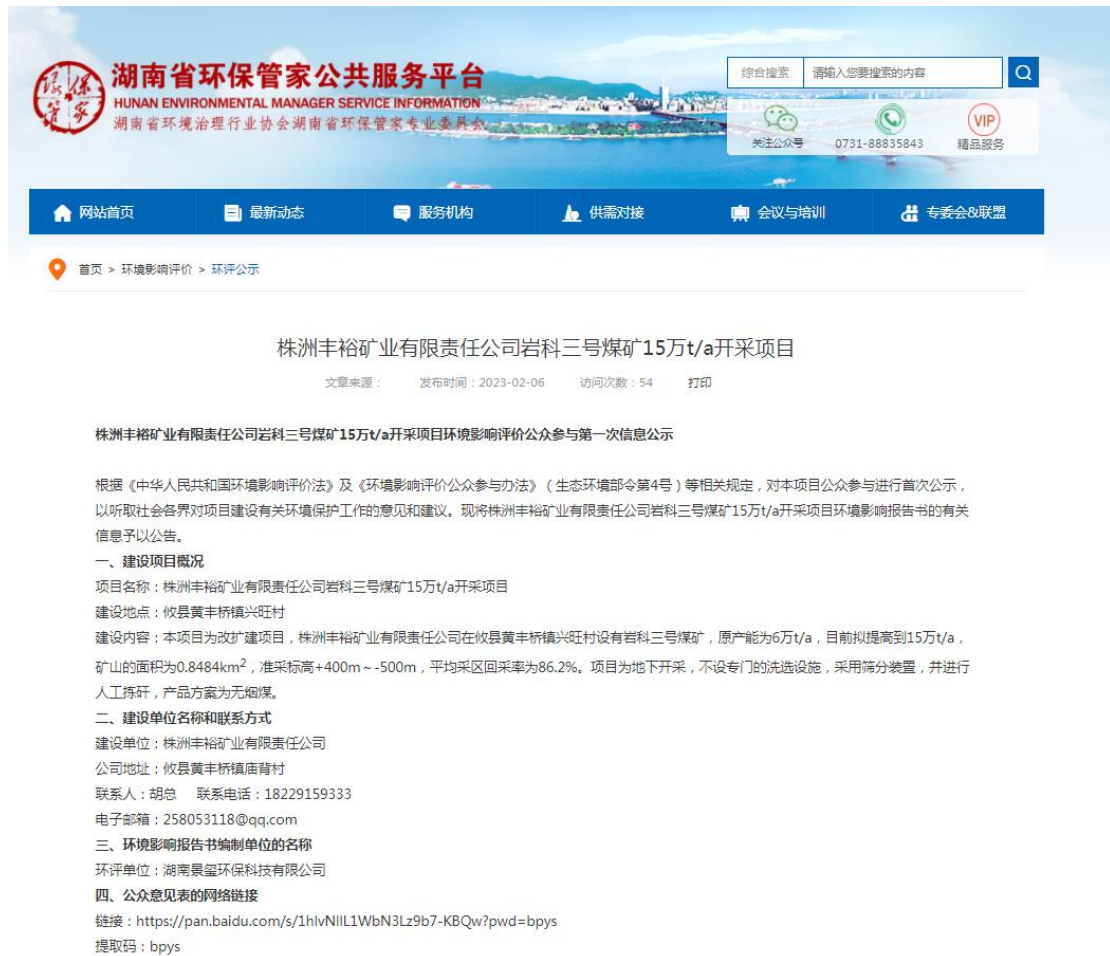 湖南省环保管家公共服务平台
HUNAN ENVIRONMENTAL MANAGER SERVICE INFORMATION
湖南省环境治理行业协会湖南省环保管家专业委员会
综合搜索 请输入您要搜索的内容
关注公众号 0731-88835843 VIP 精品服务
网站首页 最新动态 服务机构 供需对接 会议与培训 专委会&联盟
首页 > 环境影响评价 > 环评公示
株洲丰裕矿业有限责任公司岩科三号煤矿15万t/a开采项目
文章来源： 发布时间：2023-02-06 访问次数：54 打印
株洲丰裕矿业有限责任公司岩科三号煤矿15万t/a开采项目环境影响评价公众参与第一次信息公示
根据《中华人民共和国环境影响评价法》及《环境影响评价公众参与办法》（生态环境部令第4号）等相关规定，对本项目公众参与进行首次公示，
以听取社会各界对项目建设有关环境保护工作的意见和建议。现将株洲丰裕矿业有限责任公司岩科三号煤矿15万t/a开采项目环境影响报告书的有关
信息予以公告。
一、建设项目概况
项目名称：株洲丰裕矿业有限责任公司岩科三号煤矿15万t/a开采项目
建设地点：攸县黄丰桥镇兴旺村
建设内容：本项目为改扩建项目，株洲丰裕矿业有限责任公司在攸县黄丰桥镇兴旺村设有岩科三号煤矿，原产能为6万t/a，目前拟提高到15万t/a，
矿山的面积为0.8484km²，准采标高+400m～-500m，平均采区回采率为86.2%。项目为地下开采，不设专门的洗选设施，采用筛分装置，并进行
人工拣矸，产品方案为无烟煤。
二、建设单位名称和联系方式
建设单位：株洲丰裕矿业有限责任公司
公司地址：攸县黄丰桥镇庙背村
联系人：胡总 联系电话：18229159333
电子邮箱：258053118@qq.com
三、环境影响报告书编制单位的名称
环评单位：湖南景玺环保科技有限公司
四、公众意见表的网络链接
链接：https://pan.baidu.com/s/1hlvNIlL1WbN3Lz9b7-KBQw?pwd=bpys
提取码：bpys